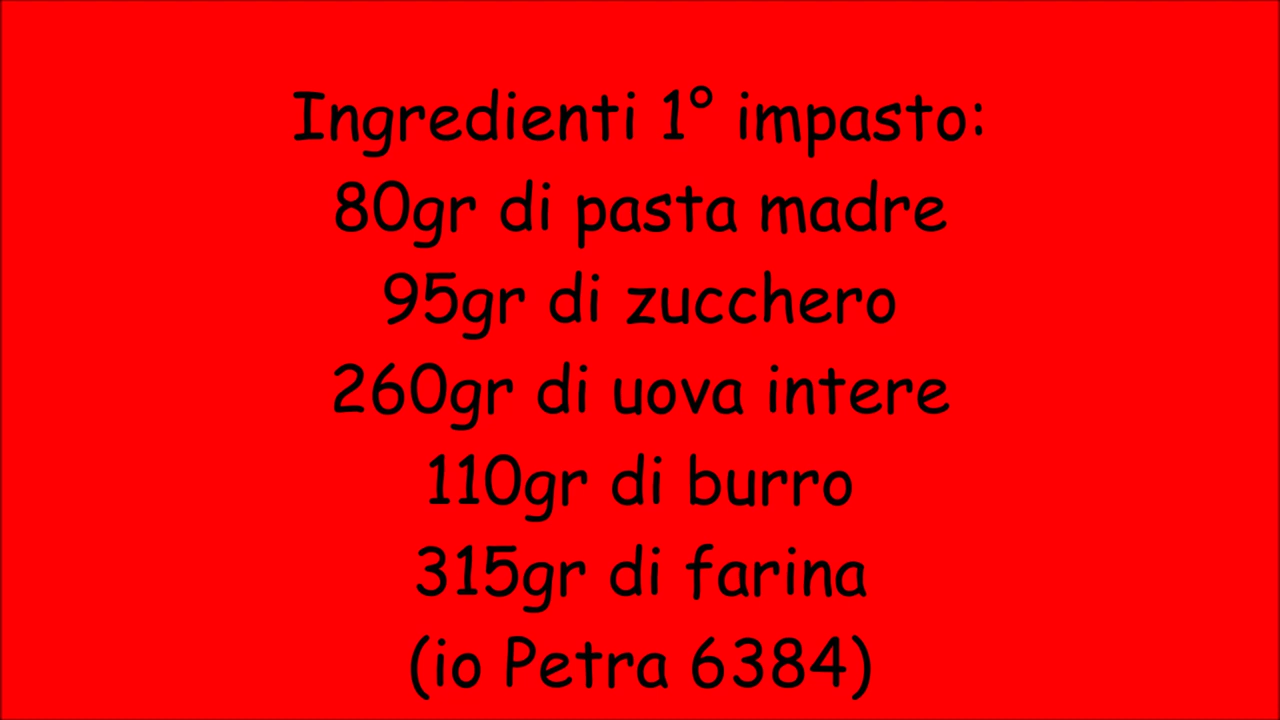 Ingredienti 1° impasto:
80gr di pasta madre
95gr di zucchero
260gr di uova intere
110gr di burro
315gr di farina
(io Petra 6384)